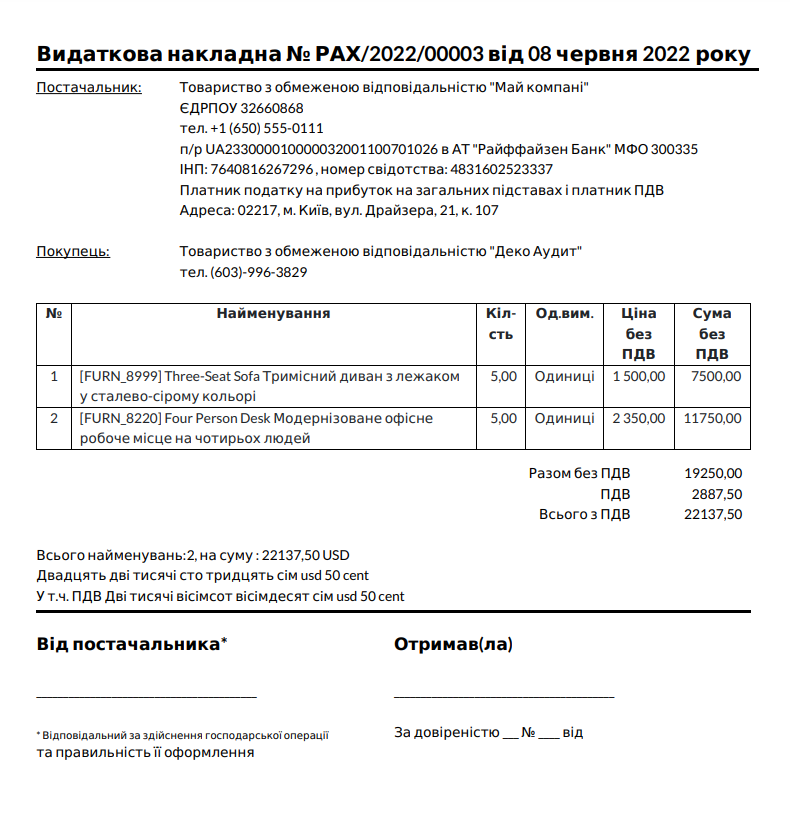 Видаткова накладна № РАХ/2022/00003 від 08 червня 2022 року
Постачальник: Товариство з обмеженою відповідальністю "Май компані"
ЄДРПОУ 32660868
тел. +1 (650) 555-0111
п/р UA233000010000032001100701026 в АТ "Райффайзен Банк" МФО 300335
ІНП: 7640816267296 , номер свідотства: 4831602523337
Платник податку на прибуток на загальних підставах і платник ПДВ
Адреса: 02217, м. Київ, вул. Драйзера, 21, к. 107
Покупець: Товариство з обмеженою відповідальністю "Деко Аудит"
тел. (603)-996-3829
№ Найменування Кіл- Од.вим. Ціна Сума
сть без без
ПДВ ПДВ
1 [FURN_8999] Three-Seat Sofa Тримісний диван з лежаком 5,00 Одиниці 1 500,00 7500,00
у сталево-сірому кольорі
2 [FURN_8220] Four Person Desk Модернізоване офісне 5,00 Одиниці 2 350,00 11750,00
робоче місце на чотирьох людей
Разом без ПДВ 19250,00
ПДВ 2887,50
Всього з ПДВ 22137,50
Всього найменувань:2, на суму : 22137,50 USD
Двадцять дві тисячі сто тридцять сім usd 50 cent
У т.ч. ПДВ Дві тисячі вісімсот вісімдесят сім usd 50 cent
Від постачальника* Отримав(ла)
* Відповідальний за здійснення господарської операції За довіреністю __ № ___ від
та правильність її оформлення